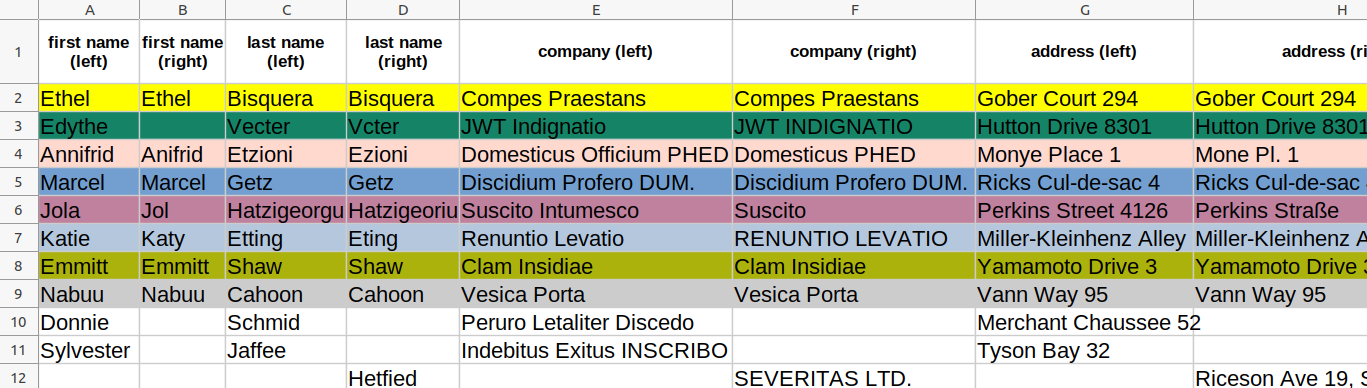 A B C D E F G H
1 first name (left) first name (right) last name (left) last name (right) company (left) company (right) address (left) address (ri
2 Ethel Ethel Bisquera Bisquera Compes Praestans Compes Praestans Gober Court 294 Gober Court 294
3 Edythe Vecter Vcter JWT Indignatio JWT INDIGNATIO Hutton Drive 8301 Hutton Drive 8301
4 Annifrid Anifrid Etzioni Ezioni Domesticus Officium PHED Domesticus PHED Monye Place 1 Mone Pl. 1
5 Marcel Marcel Getz Getz Discidium Profero DUM. Discidium Profero DUM. Ricks Cul-de-sac 4 Ricks Cul-de-sac
6 Jola Jol Hatzigeorgu Hatzigeoriu Suscito Intumesco Suscito Perkins Street 4126 Perkins Straße
7 Katie Katy Etting Eting Renuntio Levatio RENUNTIO LEVATIO Miller-Kleinhenz Alley Miller-Kleinhenz A
8 Emmitt Emmitt Shaw Shaw Clam Insidiae Clam Insidiae Yamamoto Drive 3 Yamamoto Drive 3
9 Nabuu Nabuu Cahoon Cahoon Vesica Porta Vesica Porta Vann Way 95 Vann Way 95
10 Donnie Schmid Peruro Letaliter Discedo Merchant Chaussee 52
11 Sylvester Jaffee Indebitus Exitus INSCRIBO Tyson Bay 32
12 Hetfied SEVERITAS LTD. Riceson Ave 19, S